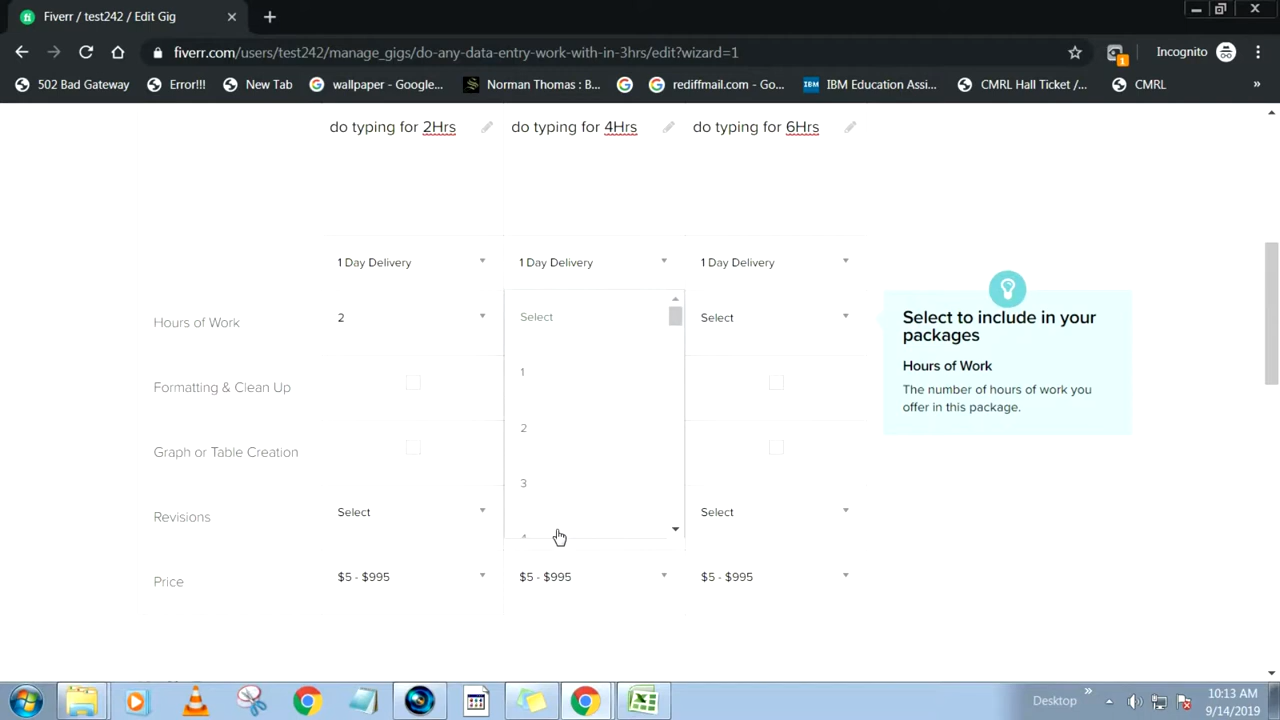 Fiverr / test242 / Edit Gig
fiverr.com/users/test242/manage_gigs/do-any-data-entry-work-with-in-3hrs/edit?wizard=1
Incognito
502 Bad Gateway
Error!!!
New Tab
wallpaper - Google...
Norman Thomas : B...
rediffmail.com - Go...
IBM
IBM Education Assi...
CMRL Hall Ticket /...
CMRL
»
do typing for 2Hrs
do typing for 4Hrs
do typing for 6Hrs
1 Day Delivery
1 Day Delivery
1 Day Delivery
Hours of Work
2
Select
Select
1
2
3
4
Select to include in your
packages
Hours of Work
The number of hours of work you
offer in this package.
Formatting & Clean Up
Graph or Table Creation
Revisions
Select
Select
Price
$5 - $995
$5 - $995
$5 - $995
Desktop
»
10:13 AM
9/14/2019